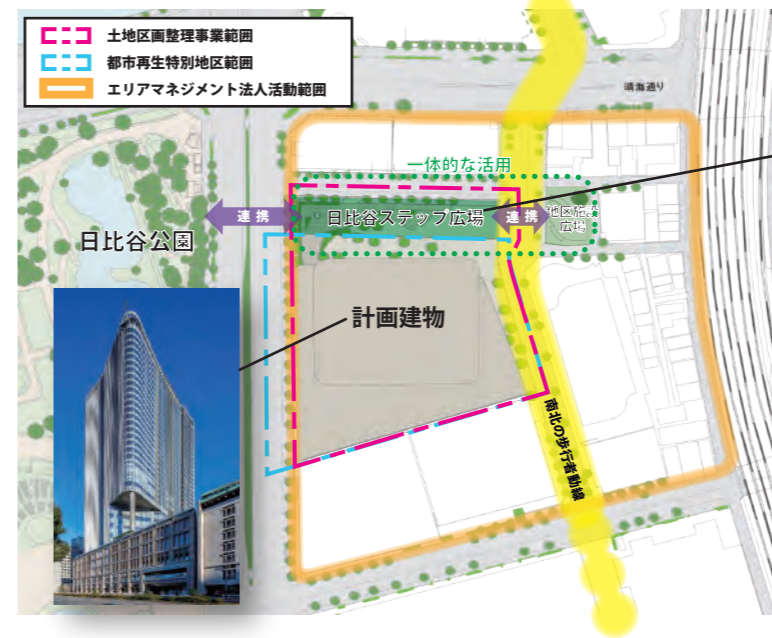 土地区画整理事業範囲
都市再生特別地区範囲
エリアマネジメント法人活動範囲
晴海通り
一体的な活用
連携
日比谷ステップ広場
連携
地区施設
広場
日比谷公園
計画建物
南北の歩行者動線